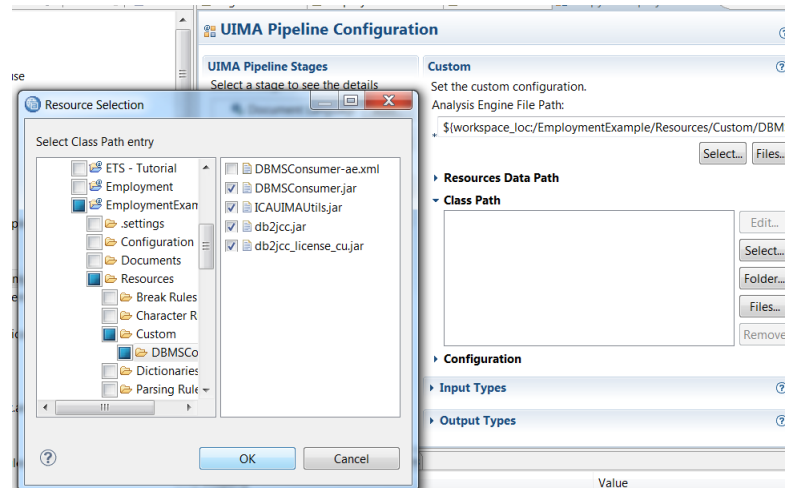 UIMA Pipeline Configuration
use
UIMA Pipeline Stages
Select a stage to see the details
Custom
Set the custom configuration.
Analysis Engine File Path:
${workspace_loc:/EmploymentExample/Resources/Custom/DBMS
Select...
Files...
Resources Data Path
Class Path
Edit...
Select...
Folder...
Files...
Remove
Configuration
Input Types
Output Types
Value
Resource Selection
Select Class Path entry
ETS - Tutorial
Employment
EmploymentExan
.settings
Configuration
Documents
Resources
Break Rules
Character R
Custom
DBMSCo
Dictionaries
Parsing Rule
DBMSConsumer-ae.xml
DBMSConsumer.jar
ICAUIMAUtils.jar
db2jcc.jar
db2jcc_license_cu.jar
OK
Cancel